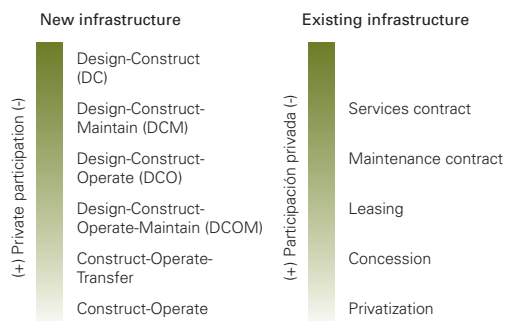 New infrastructure
(+) Private participation (-)
Design-Construct
(DC)
Design-Construct-
Maintain (DCM)
Design-Construct-
Operate (DCO)
Design-Construct-
Operate-Maintain (DCOM)
Construct-Operate-
Transfer
Construct-Operate
Existing infrastructure
(+) Participación privada (-)
Services contract
Maintenance contract
Leasing
Concession
Privatization